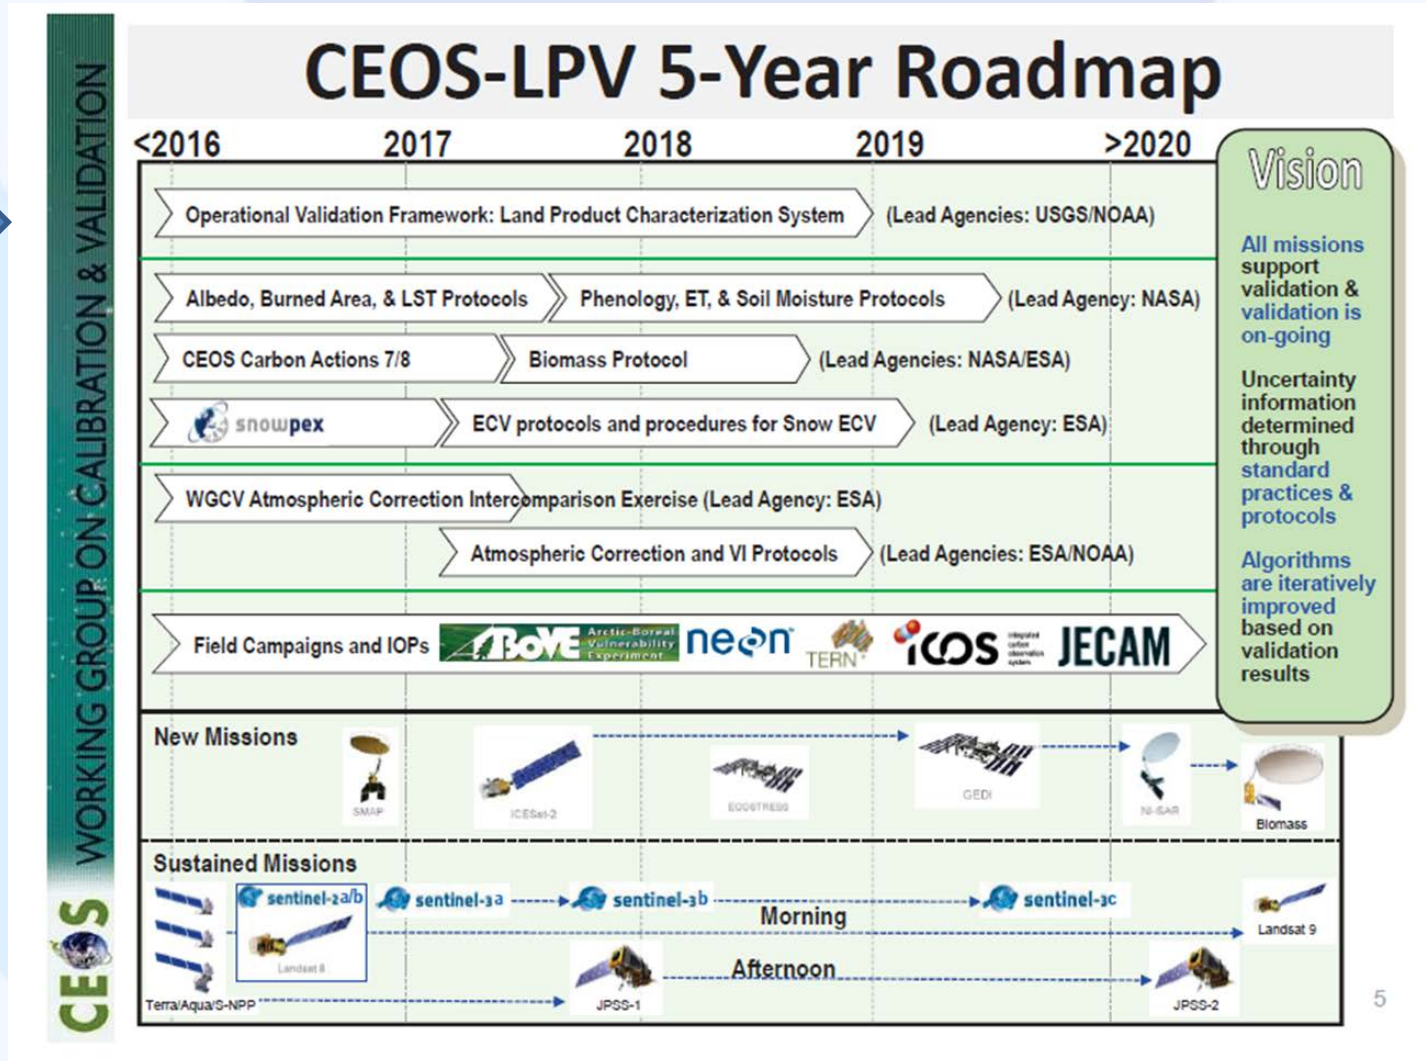 CEOS-LPV 5-Year Roadmap
WORKING GROUP ON CALIBRATION & VALIDATION
CEOS
<2016 2017 2018 2019 >2020
Operational Validation Framework: Land Product Characterization System (Lead Agencies: USGS/NOAA)
Albedo, Burned Area, & LST Protocols Phenology, ET, & Soil Moisture Protocols (Lead Agency: NASA)
CEOS Carbon Actions 7/8 Biomass Protocol (Lead Agencies: NASA/ESA)
snowpex ECV protocols and procedures for Snow ECV (Lead Agency: ESA)
WGCV Atmospheric Correction Intercomparison Exercise (Lead Agency: ESA)
Atmospheric Correction and VI Protocols (Lead Agencies: ESA/NOAA)
Field Campaigns and IOPs ABoVE neon TERN ICOS JECAM
Arctic-Boreal
Vulnerability
Experiment
integrated
carbon
observation
system
Vision
All missions
support
validation &
validation is
on-going
Uncertainty
information
determined
through
standard
practices &
protocols
Algorithms
are iteratively
improved
based on
validation
results
New Missions
SMAP ICESat-2 ECOSTRESS GEDI NI-SAR Biomass
Sustained Missions
sentinel-2a/b sentinel-3a sentinel-3b sentinel-3c
Morning
Landsat 8 Landsat 9
Afternoon
Terra/Aqua/S-NPP JPSS-1 JPSS-2
5